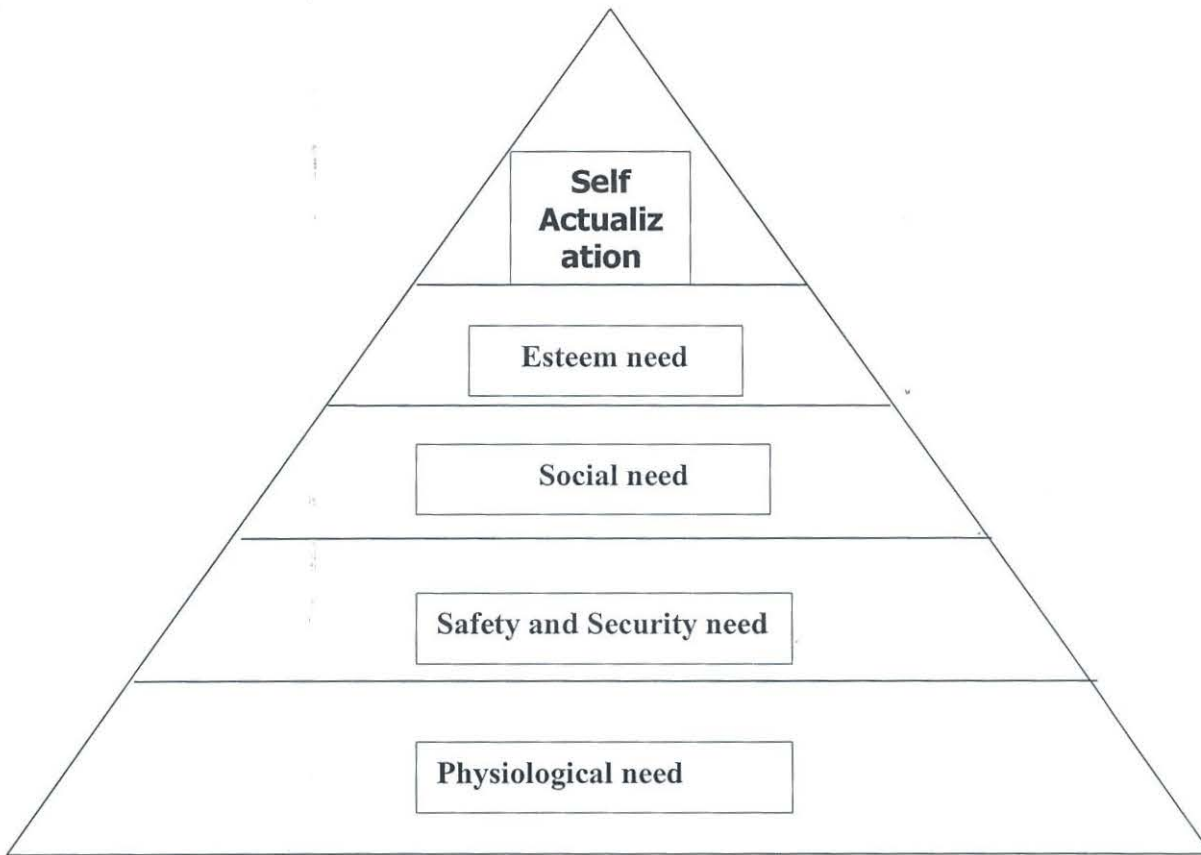 Self
Actualiz
ation
Esteem need
Social need
Safety and Security need
Physiological need